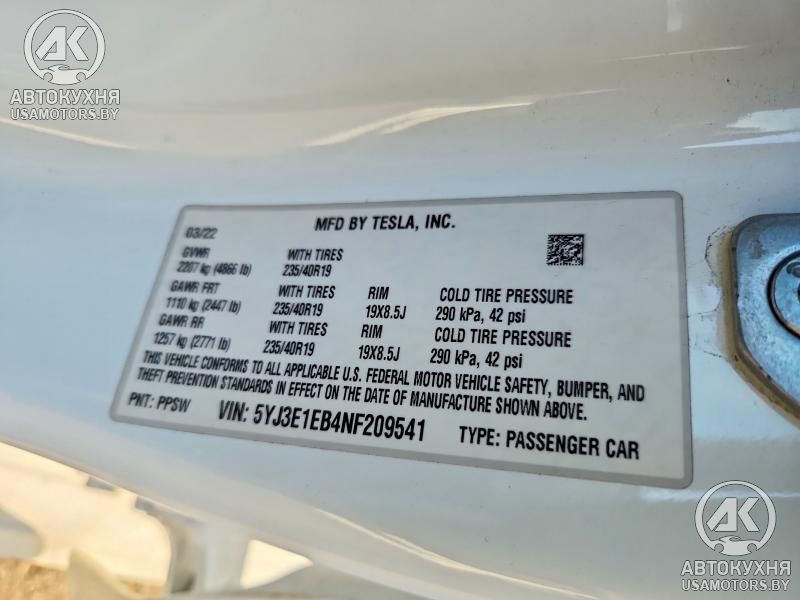 AK
АВТОКУХНЯ
USAMOTORS.BY
03/22 MFD BY TESLA, INC.
GVWR WITH TIRES
2207 kg (4866 lb) 235/40R19
GAWR FRT WITH TIRES RIM COLD TIRE PRESSURE
1110 kg (2447 lb) 235/40R19 19X8.5J 290 kPa, 42 psi
GAWR RR WITH TIRES RIM COLD TIRE PRESSURE
1257 kg (2771 lb) 235/40R19 19X8.5J 290 kPa, 42 psi
THIS VEHICLE CONFORMS TO ALL APPLICABLE U.S. FEDERAL MOTOR VEHICLE SAFETY, BUMPER, AND
THEFT PREVENTION STANDARDS IN EFFECT ON THE DATE OF MANUFACTURE SHOWN ABOVE.
PNT: PPSW VIN: 5YJ3E1EB4NF209541 TYPE: PASSENGER CAR
AK
АВТОКУХНЯ
USAMOTORS.BY